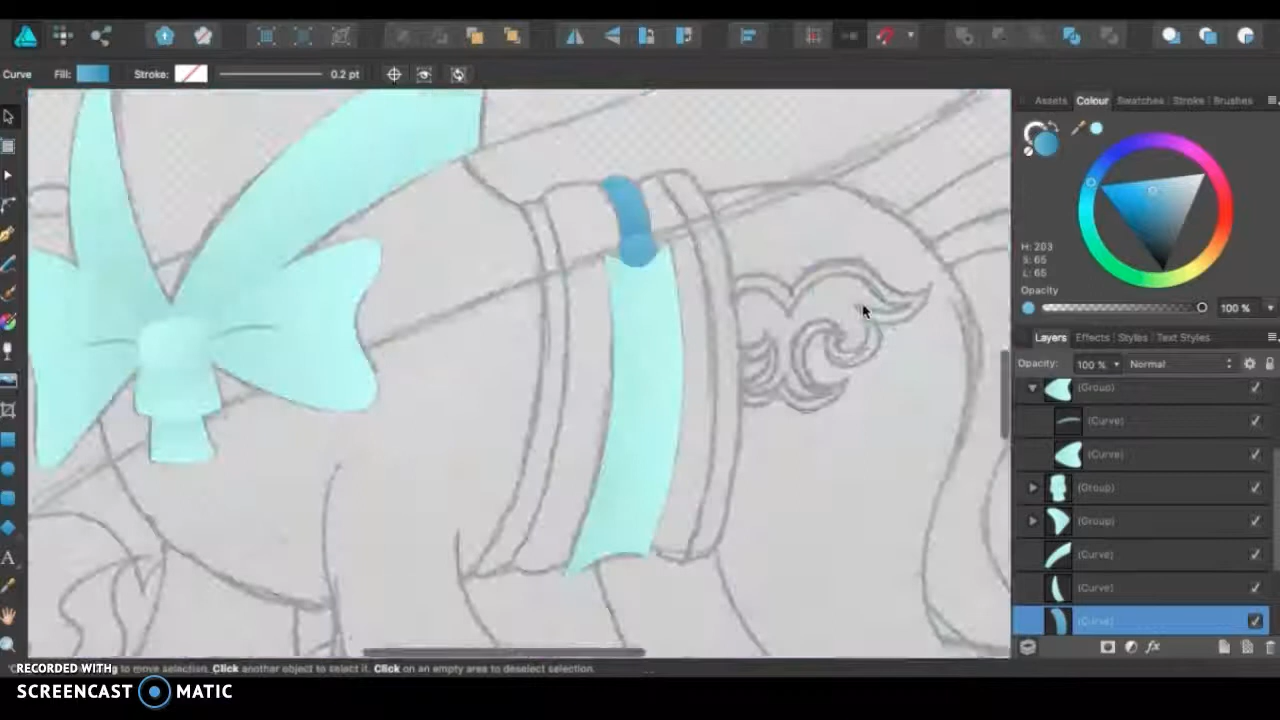 Curve Fill: Stroke: 0.2 pt
Assets Colour Swatches Stroke Brushes
H: 203
S: 65
L: 65
Opacity
100 %
Layers Effects Styles Text Styles
Opacity: 100 % Normal
(Group)
(Curve)
(Curve)
(Group)
(Group)
(Curve)
(Curve)
(Curve)
to move selection. Click another object to select it. Click on an empty area to deselect selection.
RECORDED WITH
SCREENCAST MATIC